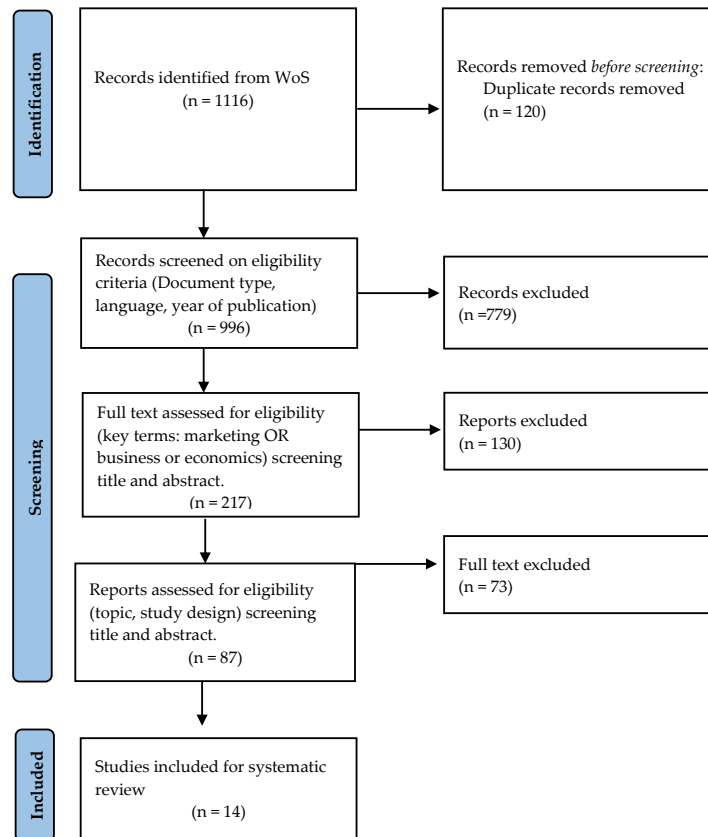 Identification
Records identified from WoS
(n = 1116)
Records removed before screening:
Duplicate records removed
(n = 120)
Screening
Records screened on eligibility
criteria (Document type,
language, year of publication)
(n = 996)
Records excluded
(n =779)
Full text assessed for eligibility
(key terms: marketing OR
business or economics) screening
title and abstract.
(n = 217)
Reports excluded
(n = 130)
Reports assessed for eligibility
(topic, study design) screening
title and abstract.
(n = 87)
Full text excluded
(n = 73)
Included
Studies included for systematic
review
(n = 14)